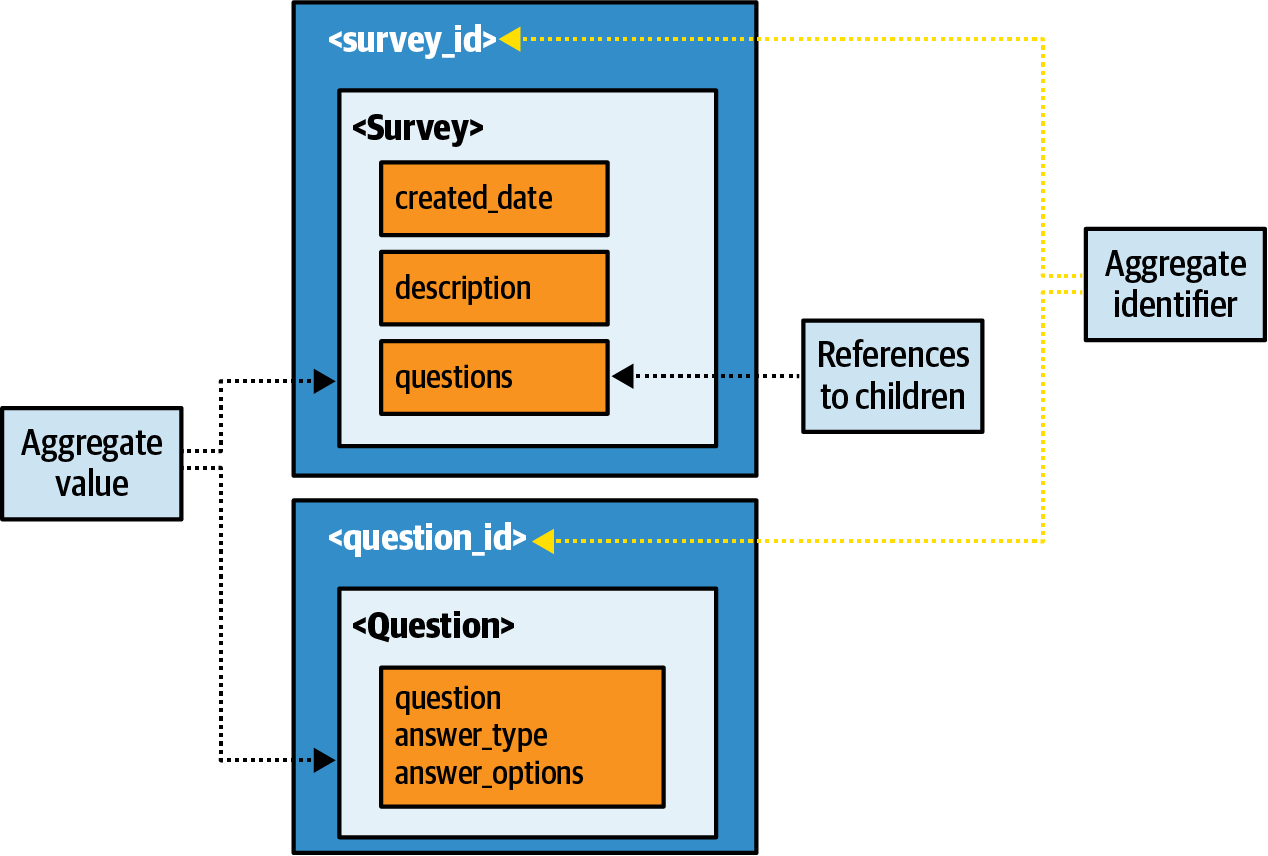 <survey_id>
<Survey>
created_date
description
questions
Aggregate
value
References
to children
Aggregate
identifier
<question_id>
<Question>
question
answer_type
answer_options